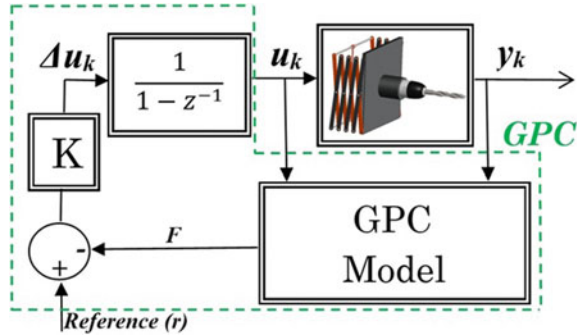 Δu_k
1
1 − z⁻¹
u_k
y_k
GPC
K
GPC
Model
F
-
+
Reference (r)